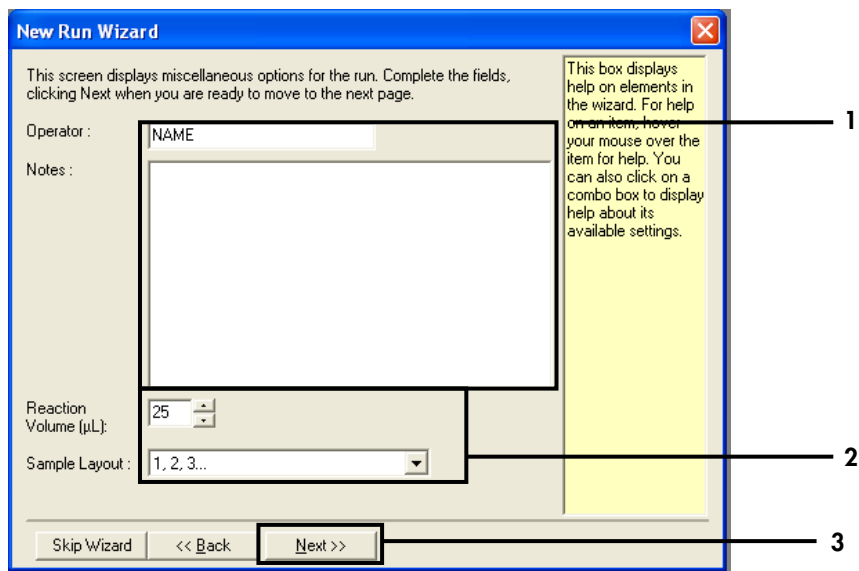 New Run Wizard
This screen displays miscellaneous options for the run. Complete the fields,
clicking Next when you are ready to move to the next page.
Operator :
NAME
Notes :
Reaction
Volume (µL):
25
Sample Layout :
1, 2, 3...
This box displays
help on elements in
the wizard. For help
on an item, hover
your mouse over the
item for help. You
can also click on a
combo box to display
help about its
available settings.
Skip Wizard
<< Back
Next >>
1
2
3